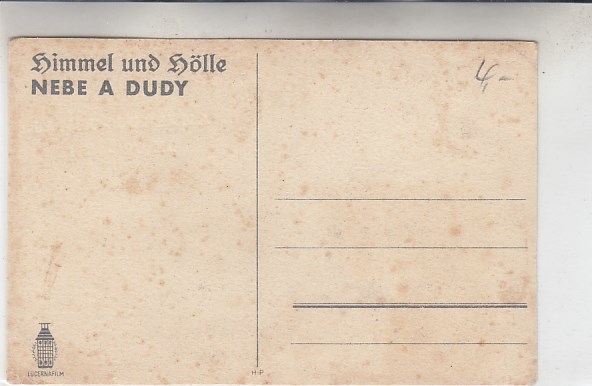 Himmel und Hölle
NEBE A DUDY
4,-
LUCERNAFILM
H-P